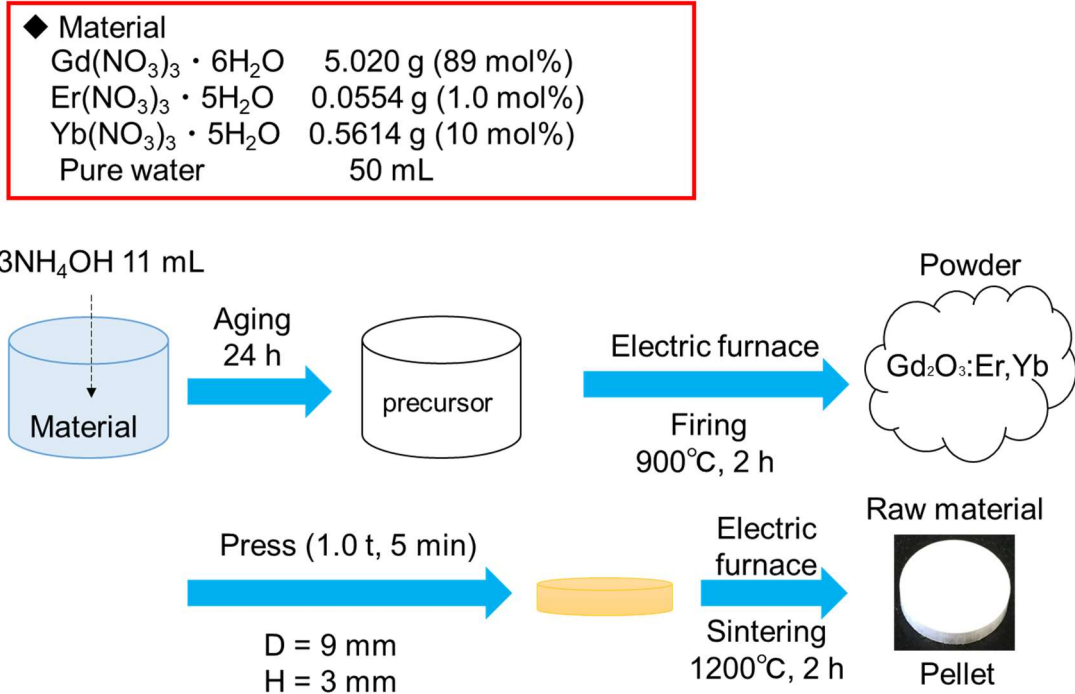 ◆ Material
Gd(NO₃)₃・6H₂O 5.020 g (89 mol%)
Er(NO₃)₃・5H₂O 0.0554 g (1.0 mol%)
Yb(NO₃)₃・5H₂O 0.5614 g (10 mol%)
Pure water 50 mL
3NH₄OH 11 mL
Material
Aging
24 h
precursor
Electric furnace
Firing
900℃, 2 h
Powder
Gd₂O₃:Er,Yb
Press (1.0 t, 5 min)
D = 9 mm
H = 3 mm
Electric
furnace
Sintering
1200℃, 2 h
Raw material
Pellet